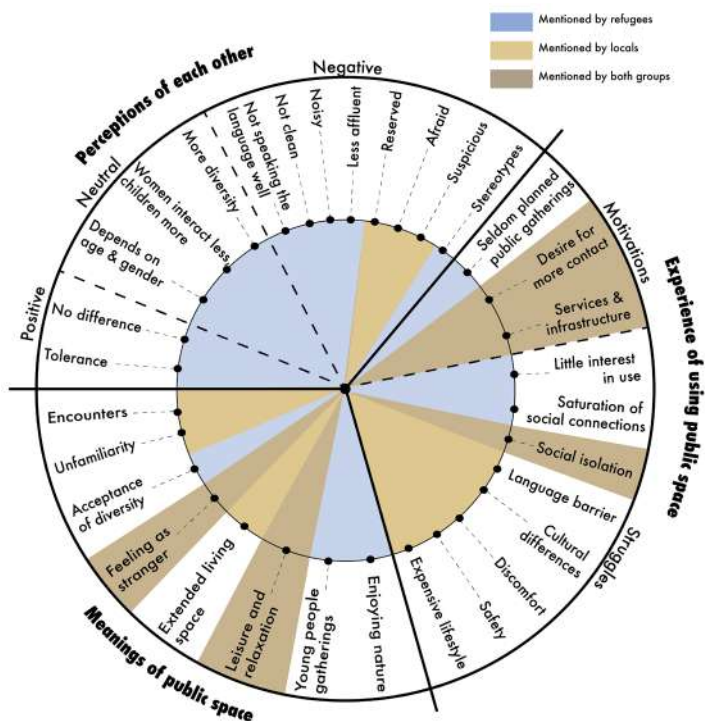 Mentioned by refugees
Mentioned by locals
Mentioned by both groups
Perceptions of each other
Negative
Neutral
Positive
Tolerance
No difference
Depends on
age & gender
Women interact less,
children more
More diversity
Not speaking the
language well
Not clean
Noisy
Less affluent
Reserved
Afraid
Suspicious
Stereotypes
Experience of using public space
Motivations
Seldom planned
public gatherings
Desire for
more contact
Services &
infrastructure
Struggles
Little interest
in use
Saturation of
social connections
Social isolation
Language barrier
Cultural
differences
Discomfort
Safety
Expensive lifestyle
Meanings of public space
Enjoying nature
Young people
gatherings
Leisure and
relaxation
Extended living
space
Feeling as
stranger
Acceptance
of diversity
Unfamiliarity
Encounters